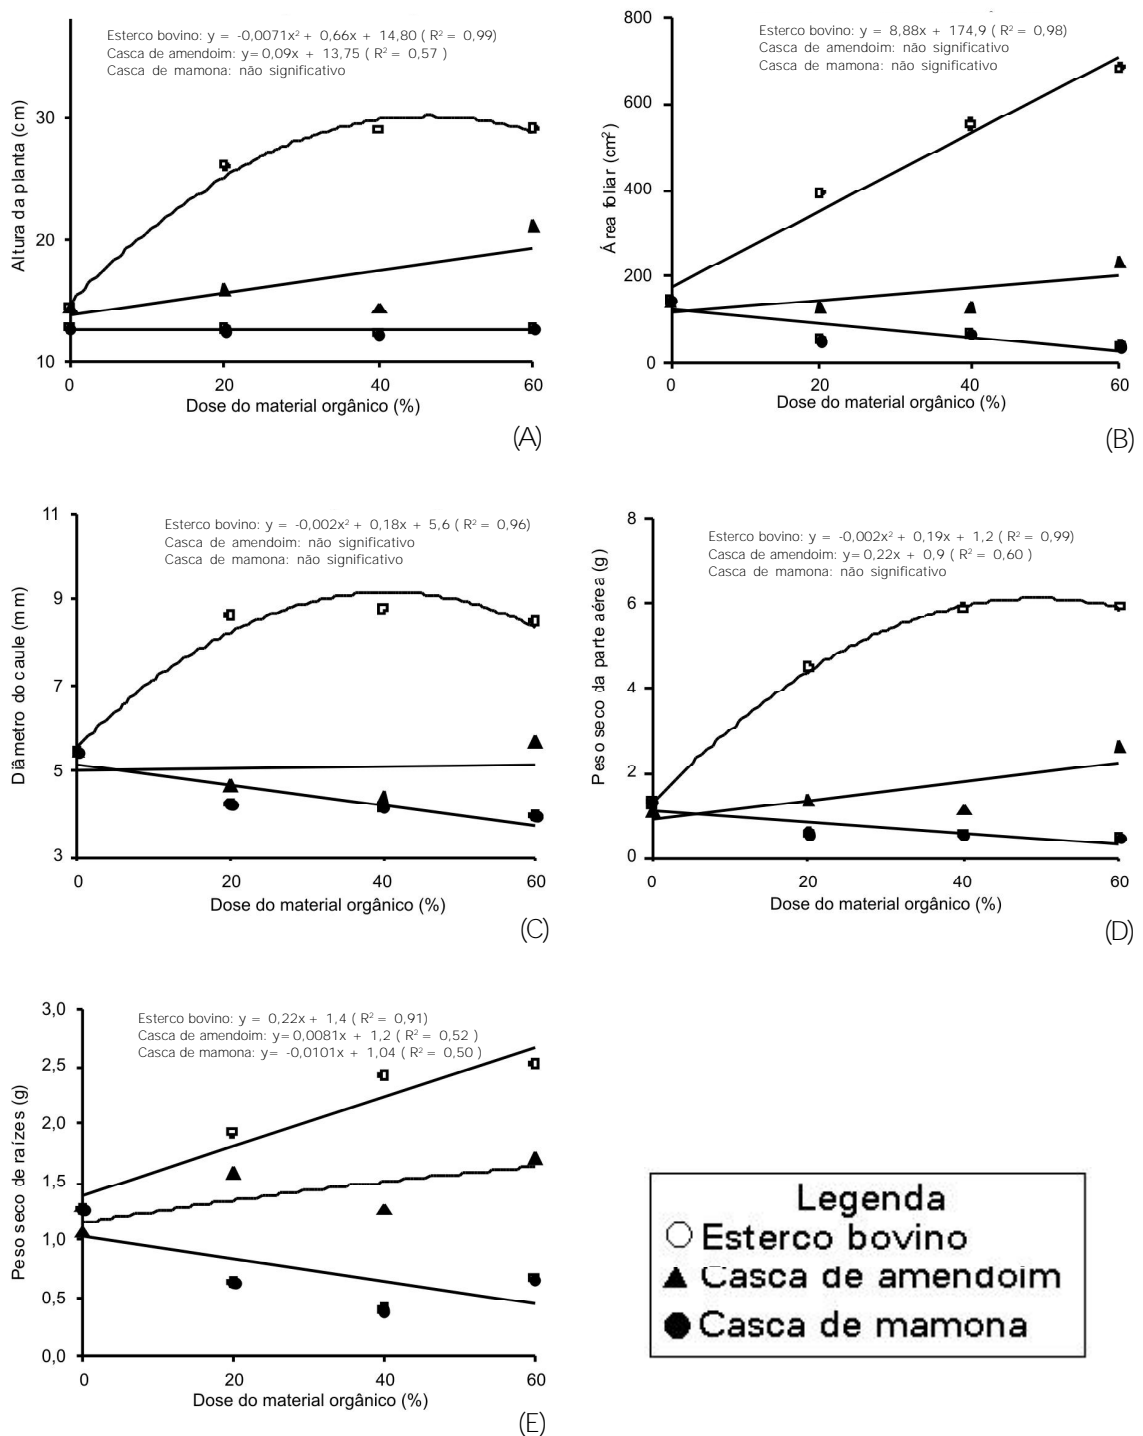 Esterco bovino: y = -0,0071x² + 0,66x + 14,80 ( R² = 0,99)
Casca de amendoim: y=0,09x + 13,75 ( R² = 0,57 )
Casca de mamona: não significativo
Altura da planta (cm)
30
20
10
0 20 40 60
Dose do material orgânico (%)
(A)
Esterco bovino: y = 8,88x + 174,9 ( R² = 0,98)
Casca de amendoim: não significativo
Casca de mamona: não significativo
Área foliar (cm²)
800
600
400
200
0
0 20 40 60
Dose do material orgânico (%)
(B)
Esterco bovino: y = -0,002x² + 0,18x + 5,6 ( R² = 0,96)
Casca de amendoim: não significativo
Casca de mamona: não significativo
Diâmetro do caule (mm)
11
9
7
5
3
0 20 40 60
Dose do material orgânico (%)
(C)
Esterco bovino: y = -0,002x² + 0,19x + 1,2 ( R² = 0,99)
Casca de amendoim: y=0,22x + 0,9 ( R² = 0,60 )
Casca de mamona: não significativo
Peso seco da parte aérea (g)
8
6
4
2
0
0 20 40 60
Dose do material orgânico (%)
(D)
Esterco bovino: y = 0,22x + 1,4 ( R² = 0,91)
Casca de amendoim: y=0,0081x + 1,2 ( R² = 0,52 )
Casca de mamona: y= -0,0101x + 1,04 ( R² = 0,50 )
Peso seco de raízes (g)
3,0
2,5
2,0
1,5
1,0
0,5
0,0
0 20 40 60
Dose do material orgânico (%)
(E)
Legenda
Esterco bovino
Casca de amendoim
Casca de mamona